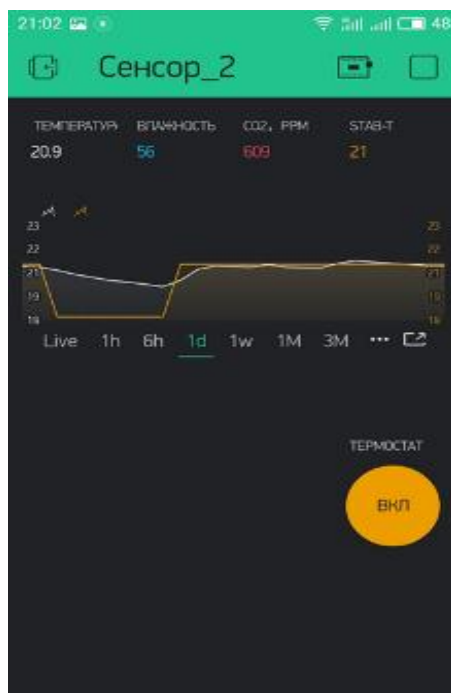 21:02 48
Сенсор_2
ТЕМПЕРАТУР ВЛАЖНОСТЬ CO2, PPM STAB-T
20.9 56 609 21
23 23
22 22
21 21
19 19
18 18
Live 1h 6h 1d 1w 1M 3M ...
ТЕРМОСТАТ
ВКЛ